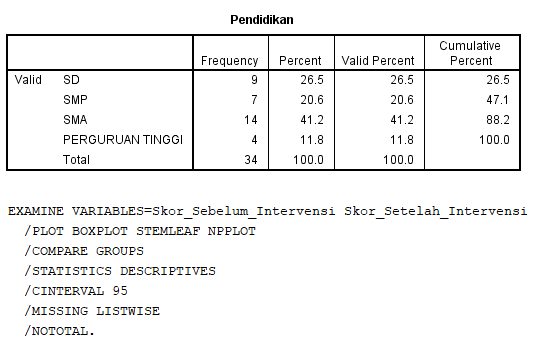 Pendidikan
Frequency Percent Valid Percent Cumulative Percent
Valid SD 9 26.5 26.5 26.5
SMP 7 20.6 20.6 47.1
SMA 14 41.2 41.2 88.2
PERGURUAN TINGGI 4 11.8 11.8 100.0
Total 34 100.0 100.0
EXAMINE VARIABLES=Skor_Sebelum_Intervensi Skor_Setelah_Intervensi
/PLOT BOXPLOT STEMLEAF NPPLOT
/COMPARE GROUPS
/STATISTICS DESCRIPTIVES
/CINTERVAL 95
/MISSING LISTWISE
/NOTOTAL.